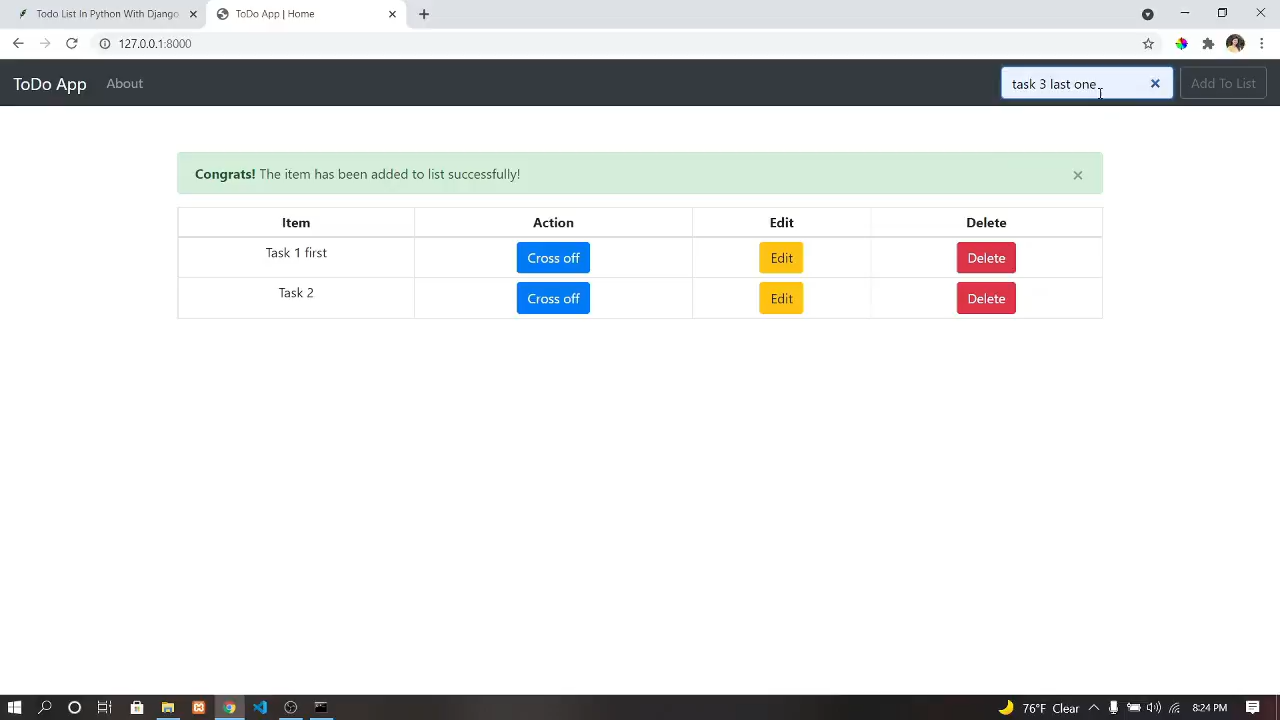 Todo List In Python With Django
ToDo App | Home
127.0.0.1:8000
ToDo App
About
task 3 last one
Add To List
Congrats! The item has been added to list successfully!
Item Action Edit Delete
Task 1 first Cross off Edit Delete
Task 2 Cross off Edit Delete
76°F Clear
8:24 PM